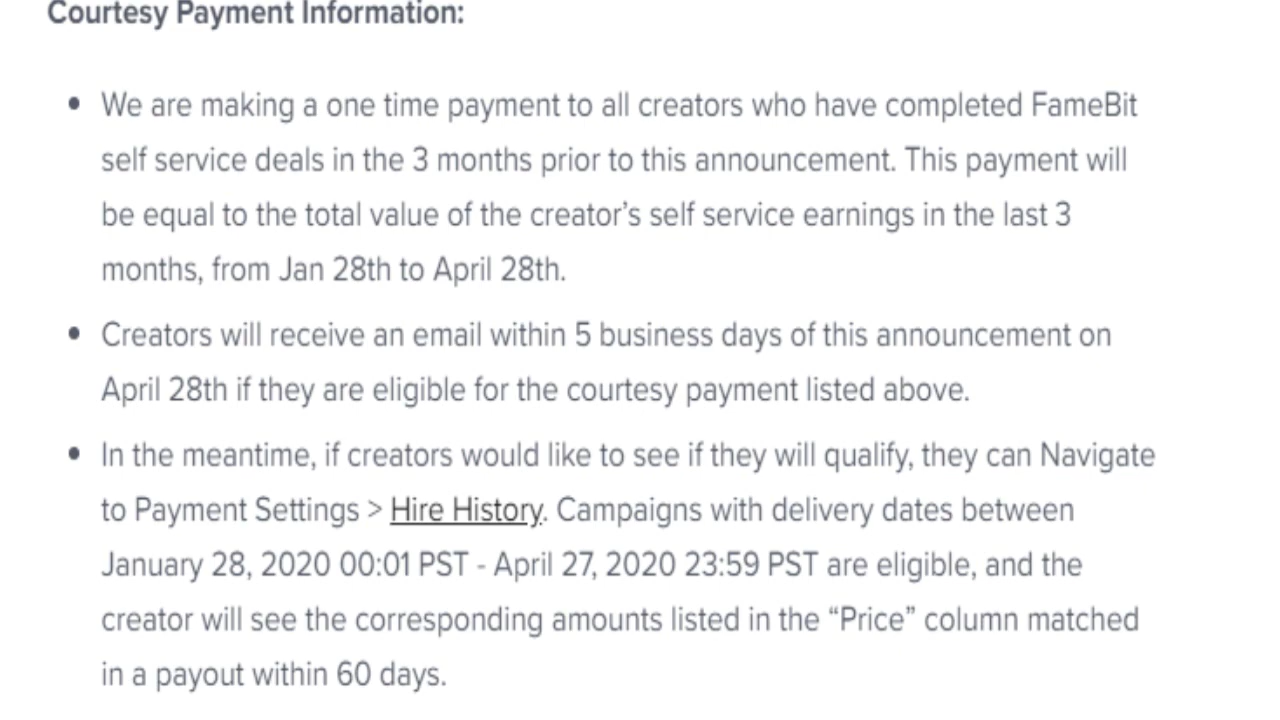 Courtesy Payment Information:
• We are making a one time payment to all creators who have completed FameBit
self service deals in the 3 months prior to this announcement. This payment will
be equal to the total value of the creator’s self service earnings in the last 3
months, from Jan 28th to April 28th.
• Creators will receive an email within 5 business days of this announcement on
April 28th if they are eligible for the courtesy payment listed above.
• In the meantime, if creators would like to see if they will qualify, they can Navigate
to Payment Settings > Hire History. Campaigns with delivery dates between
January 28, 2020 00:01 PST - April 27, 2020 23:59 PST are eligible, and the
creator will see the corresponding amounts listed in the “Price” column matched
in a payout within 60 days.